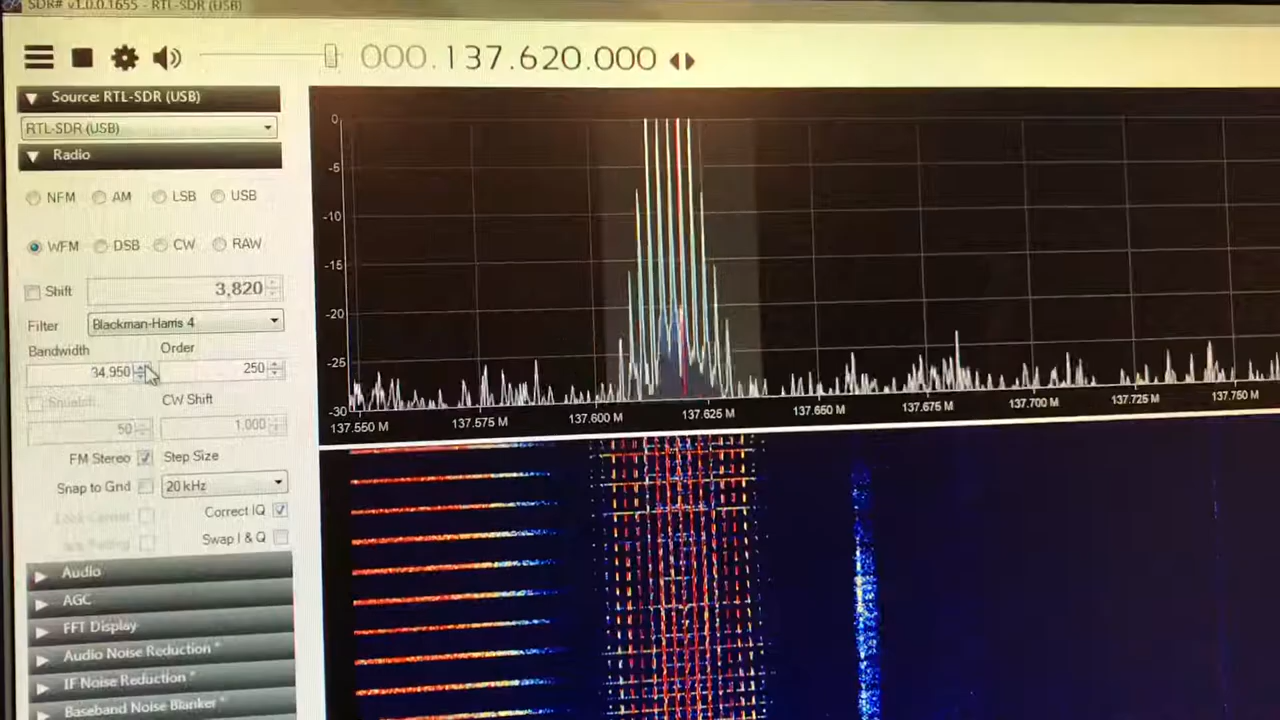 SDR# v1.0.0.1655 - RTL-SDR (USB)
000.137.620.000
Source: RTL-SDR (USB)
RTL-SDR (USB)
Radio
NFM AM LSB USB
WFM DSB CW RAW
Shift 3,820
Filter Blackman-Harris 4
Bandwidth Order
34,950 250
Squelch CW Shift
50 1,000
FM Stereo Step Size
Snap to Grid 20 kHz
Correct IQ
Swap I & Q
Audio
AGC
FFT Display
Audio Noise Reduction *
IF Noise Reduction *
Baseband Noise Blanker *
0
-5
-10
-15
-20
-25
-30
137.550 M 137.575 M 137.600 M 137.625 M 137.650 M 137.675 M 137.700 M 137.725 M 137.750 M